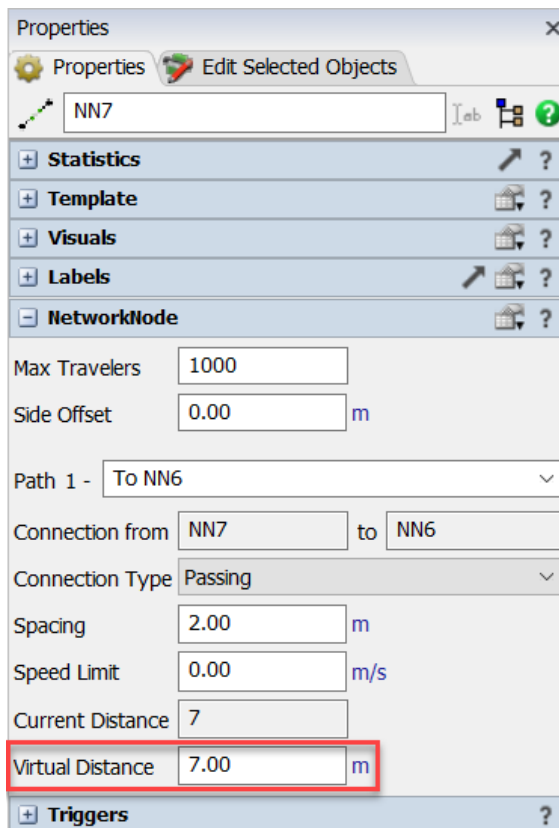 Properties
Properties Edit Selected Objects
NN7
Statistics ?
Template ?
Visuals ?
Labels ?
NetworkNode ?
Max Travelers 1000
Side Offset 0.00 m
Path 1 - To NN6
Connection from NN7 to NN6
Connection Type Passing
Spacing 2.00 m
Speed Limit 0.00 m/s
Current Distance 7
Virtual Distance 7.00 m
Triggers ?